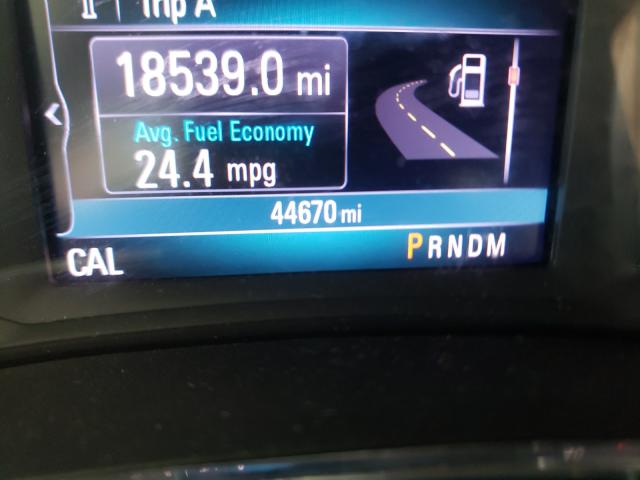 Trip A
18539.0 mi
Avg. Fuel Economy
24.4 mpg
44670 mi
CAL
PRNDM